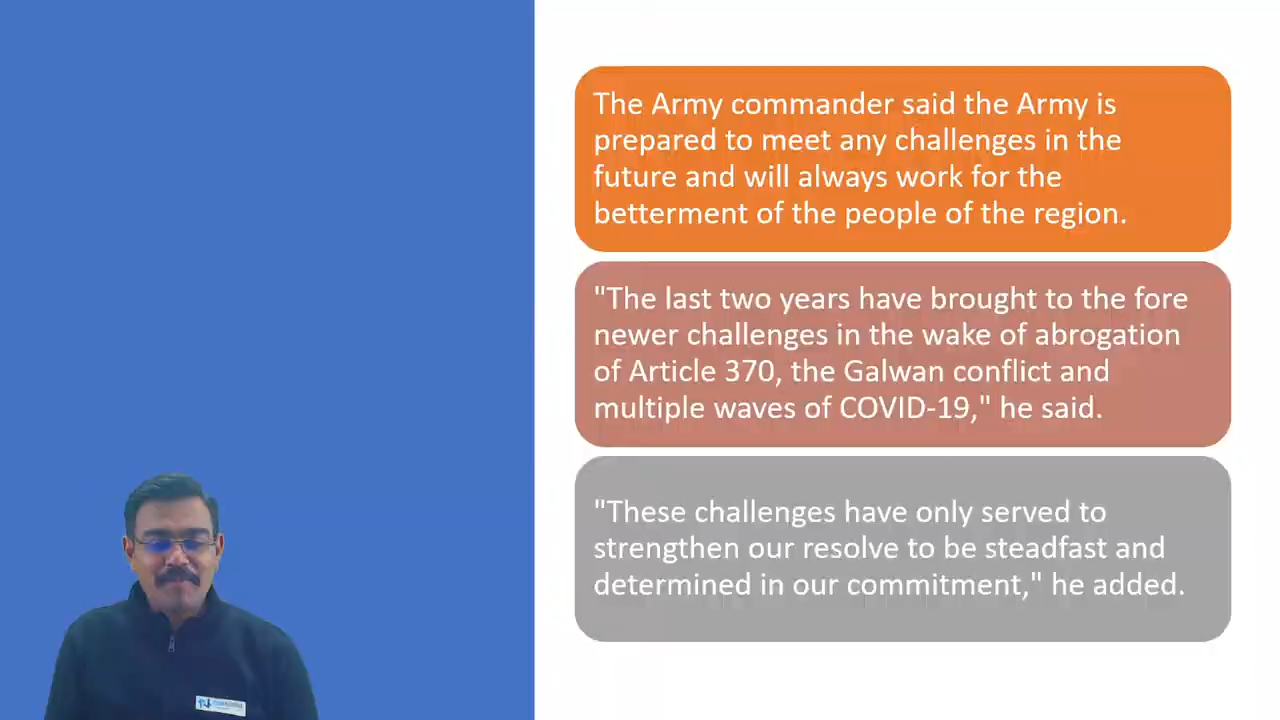 The Army commander said the Army is
prepared to meet any challenges in the
future and will always work for the
betterment of the people of the region.
"The last two years have brought to the fore
newer challenges in the wake of abrogation
of Article 370, the Galwan conflict and
multiple waves of COVID-19," he said.
"These challenges have only served to
strengthen our resolve to be steadfast and
determined in our commitment," he added.